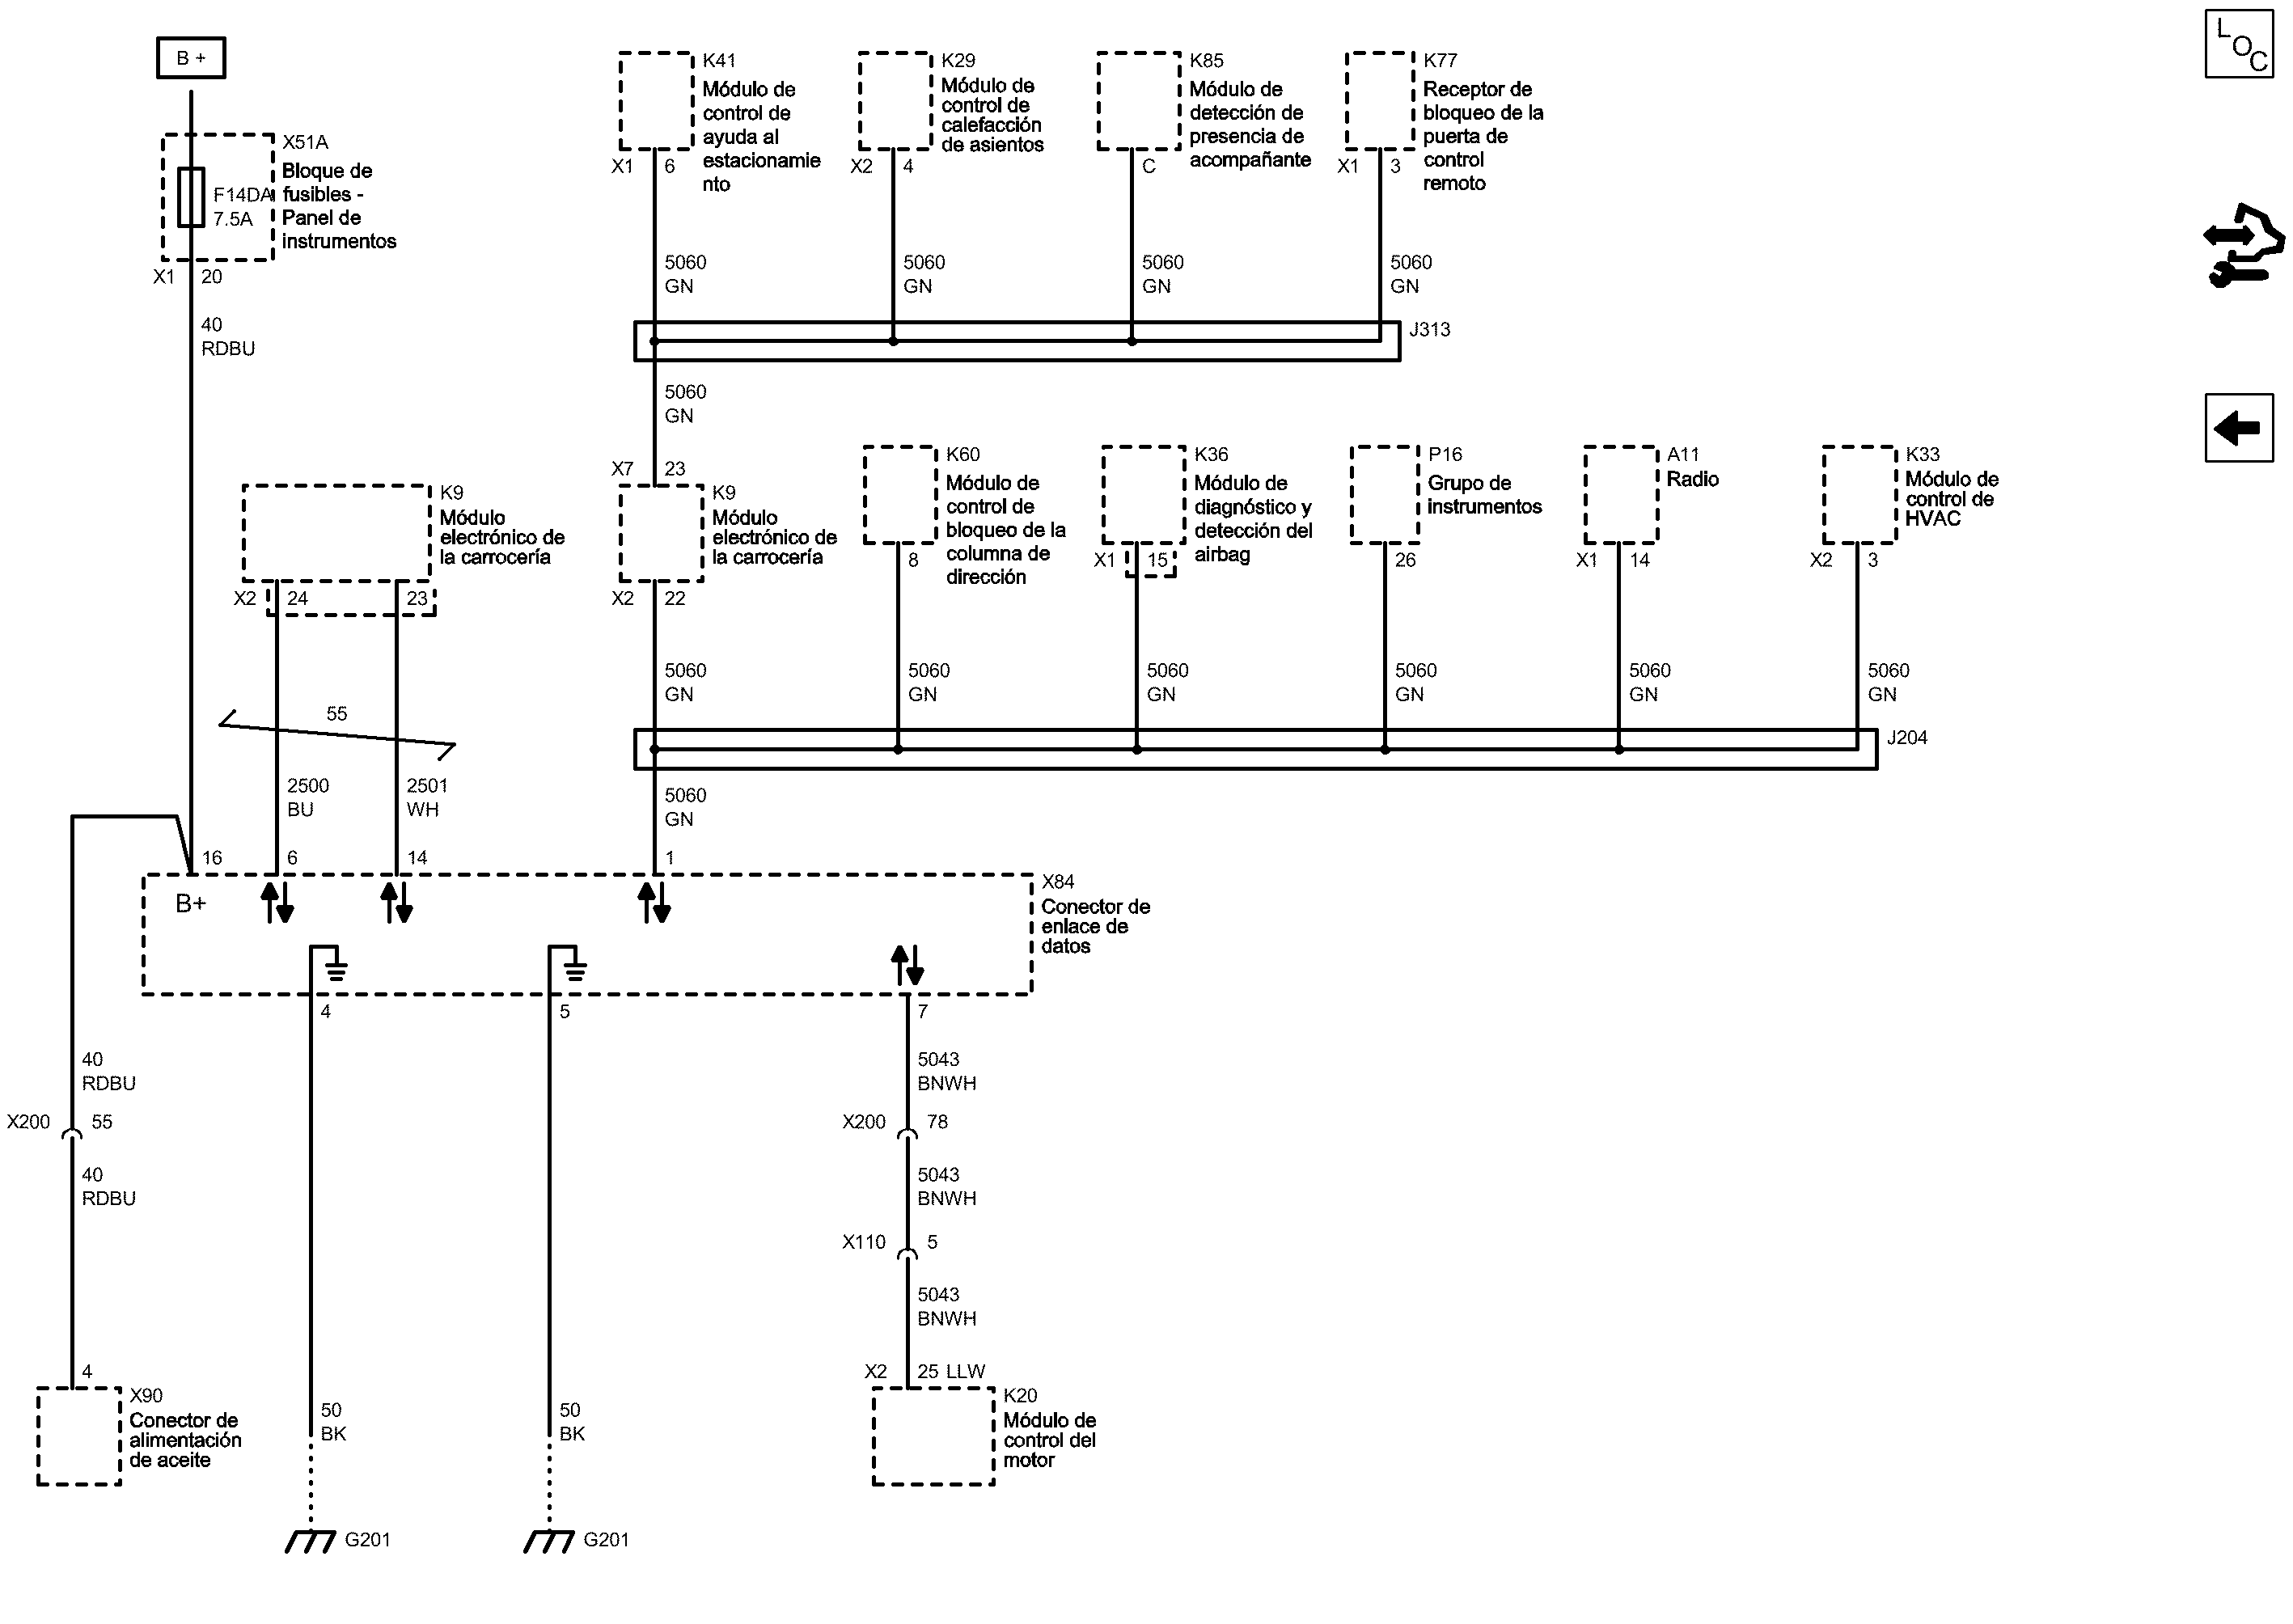 B +
X51A
Bloque de
fusibles -
Panel de
instrumentos
F14DA
7.5A
X1 20
40
RDBU
K41
Módulo de
control de
ayuda al
estacionamie
nto
X1 6
K29
Módulo de
control de
calefacción
de asientos
X2 4
K85
Módulo de
detección de
presencia de
acompañante
C
K77
Receptor de
bloqueo de la
puerta de
control
remoto
X1 3
LOC
5060
GN
5060
GN
5060
GN
5060
GN
J313
5060
GN
K9
Módulo
electrónico de
la carrocería
X2 24 23
X7 23
K9
Módulo
electrónico de
la carrocería
X2 22
K60
Módulo de
control de
bloqueo de la
columna de
dirección
8
K36
Módulo de
diagnóstico y
detección del
airbag
X1 15
P16
Grupo de
instrumentos
26
A11
Radio
X1 14
K33
Módulo de
control de
HVAC
X2 3
5060
GN
5060
GN
5060
GN
5060
GN
5060
GN
5060
GN
J204
55
2500
BU
2501
WH
5060
GN
16 6 14 1
B+
X84
Conector de
enlace de
datos
4 5 7
40
RDBU
X200 55
40
RDBU
4
X90
Conector de
alimentación
de aceite
50
BK
G201
50
BK
G201
5043
BNWH
X200 78
5043
BNWH
X110 5
5043
BNWH
X2 25 LLW
K20
Módulo de
control del
motor